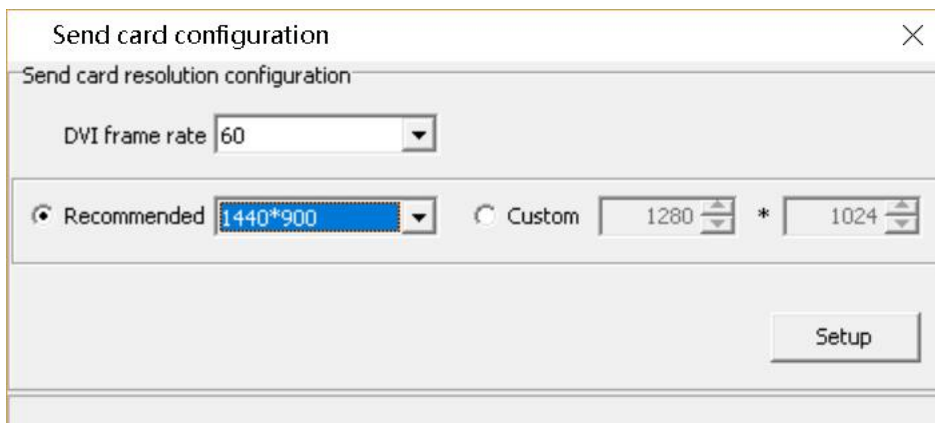 Send card configuration
Send card resolution configuration
DVI frame rate 60
Recommended 1440*900 Custom 1280 * 1024
Setup